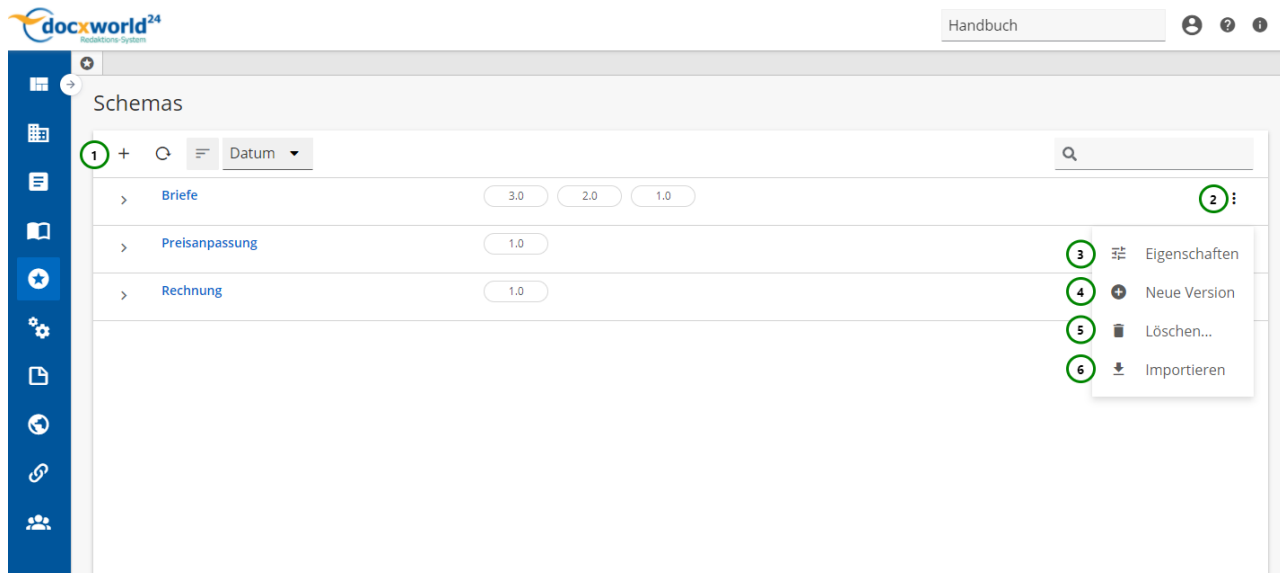 docxworld24
Redaktions-System
Handbuch
Schemas
1
Datum
Briefe 3.0 2.0 1.0 2
Preisanpassung 1.0
3 Eigenschaften
Rechnung 1.0
4 Neue Version
5 Löschen...
6 Importieren